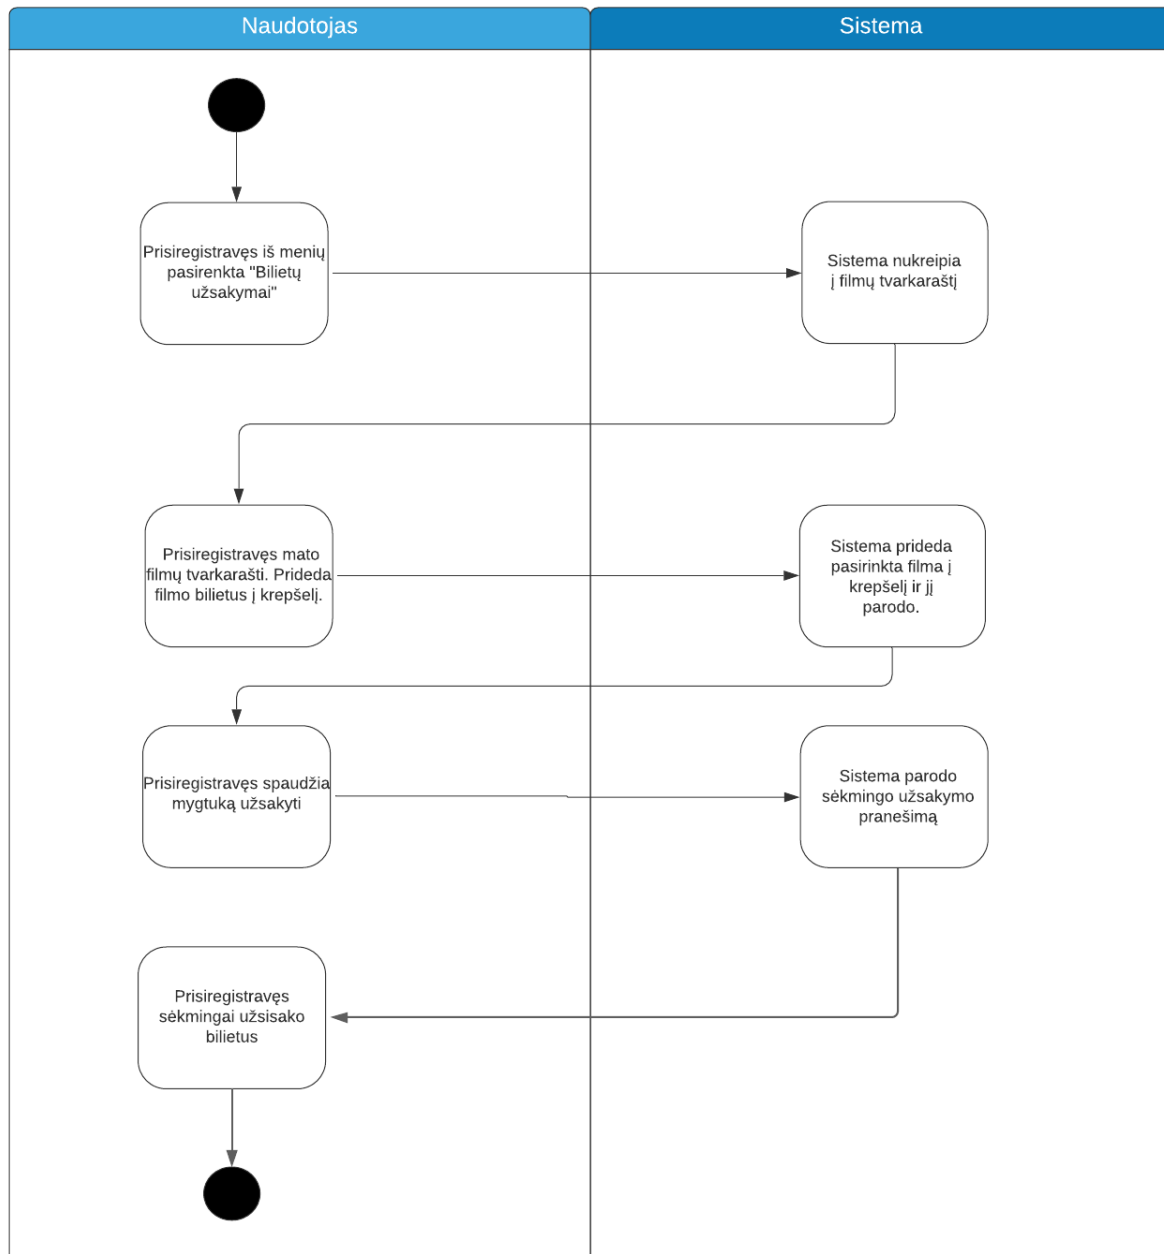 Naudotojas
Sistema
Prisiregistravęs iš menių
pasirenkta "Bilietų
užsakymai"
Sistema nukreipia
į filmų tvarkaraštį
Prisiregistravęs mato
filmų tvarkarašti. Prideda
filmo bilietus į krepšelį.
Sistema prideda
pasirinkta filma į
krepšelį ir jį
parodo.
Prisiregistravęs spaudžia
mygtuką užsakyti
Sistema parodo
sėkmingo užsakymo
pranešimą
Prisiregistravęs
sėkmingai užsisako
bilietus